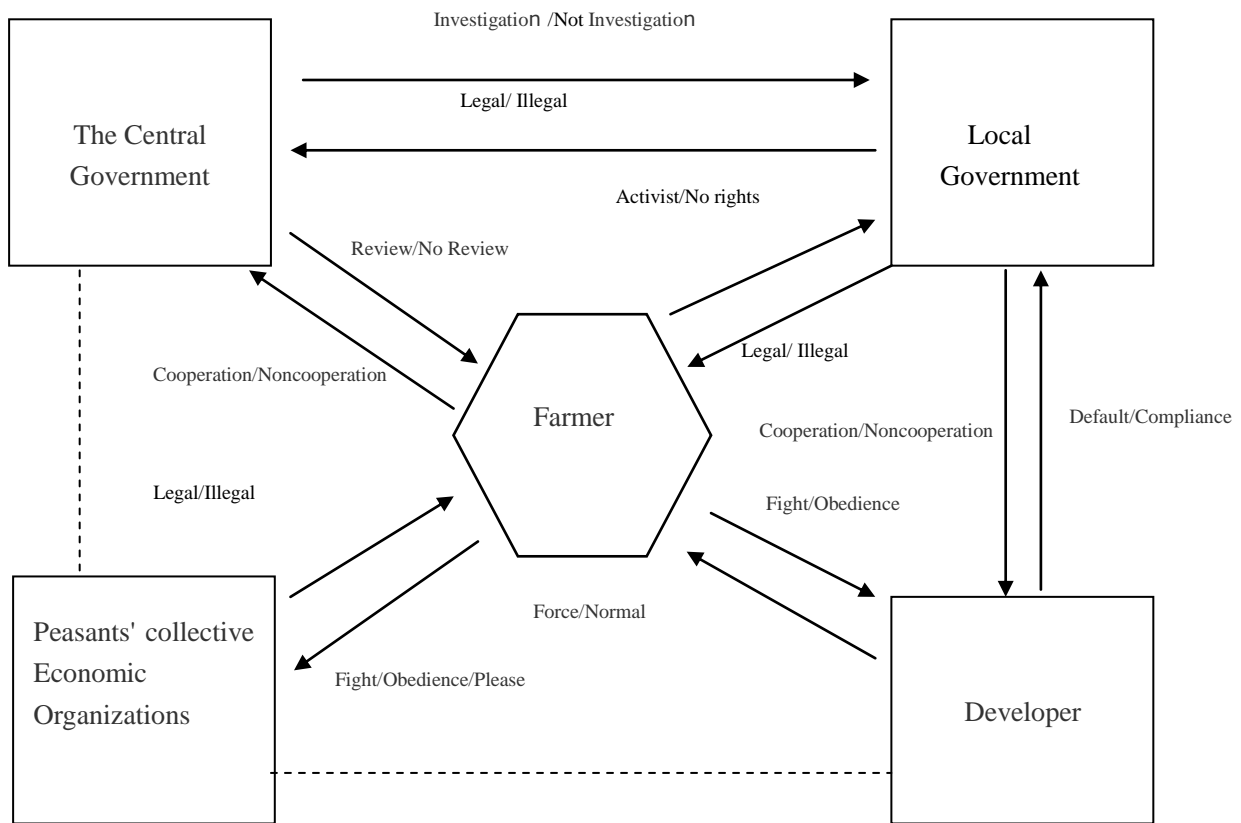 Investigation /Not Investigation
Legal/ Illegal
The Central
Government
Local
Government
Activist/No rights
Review/No Review
Legal/ Illegal
Cooperation/Noncooperation
Farmer
Cooperation/Noncooperation
Default/Compliance
Legal/Illegal
Fight/Obedience
Force/Normal
Peasants' collective
Economic
Organizations
Fight/Obedience/Please
Developer